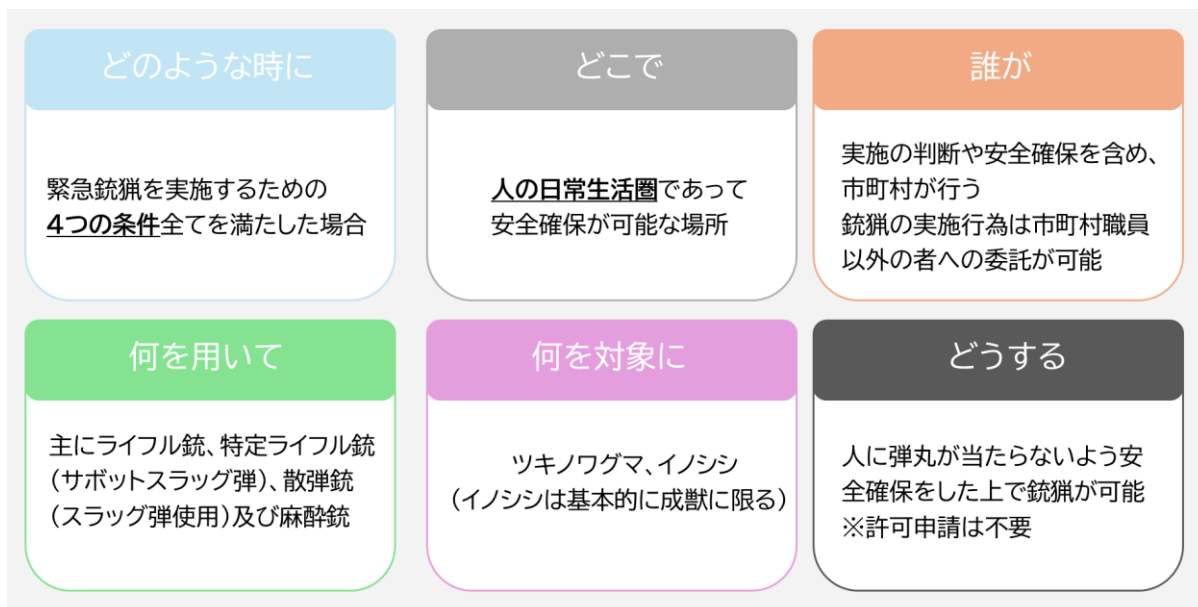 どのような時に
緊急銃猟を実施するための
4つの条件全てを満たした場合
どこで
人の日常生活圏であって
安全確保が可能な場所
誰が
実施の判断や安全確保を含め、
市町村が行う
銃猟の実施行為は市町村職員
以外の者への委託が可能
何を用いて
主にライフル銃、特定ライフル銃
(サボットスラッグ弾)、散弾銃
(スラッグ弾使用)及び麻酔銃
何を対象に
ツキノワグマ、イノシシ
(イノシシは基本的に成獣に限る)
どうする
人に弾丸が当たらないよう安
全確保をした上で銃猟が可能
※許可申請は不要